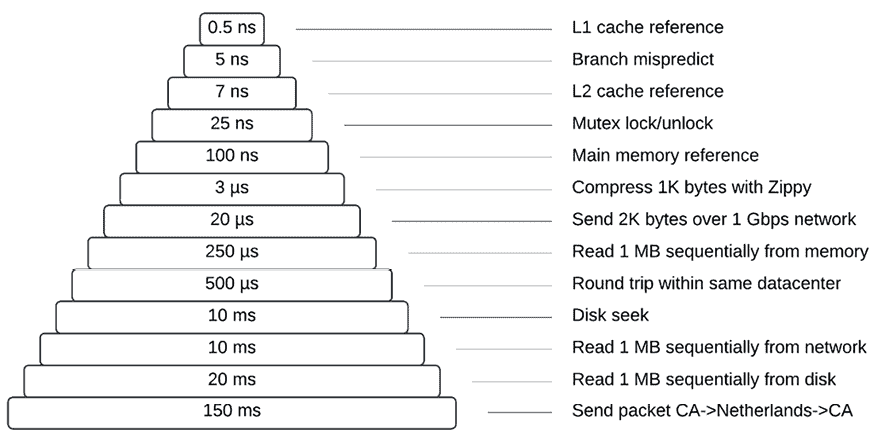 0.5 ns L1 cache reference
5 ns Branch mispredict
7 ns L2 cache reference
25 ns Mutex lock/unlock
100 ns Main memory reference
3 µs Compress 1K bytes with Zippy
20 µs Send 2K bytes over 1 Gbps network
250 µs Read 1 MB sequentially from memory
500 µs Round trip within same datacenter
10 ms Disk seek
10 ms Read 1 MB sequentially from network
20 ms Read 1 MB sequentially from disk
150 ms Send packet CA->Netherlands->CA